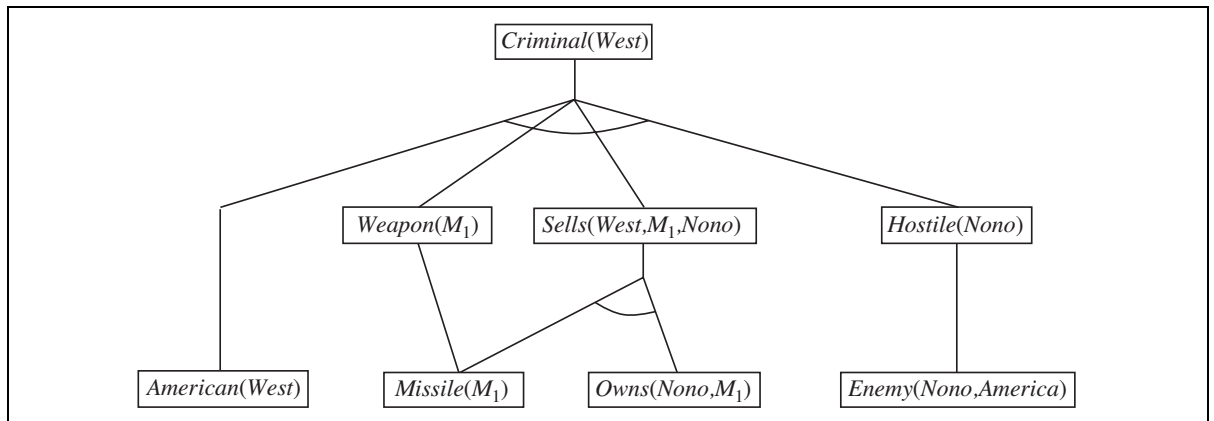 Criminal(West)
Weapon(M1) Sells(West,M1,Nono) Hostile(Nono)
American(West) Missile(M1) Owns(Nono,M1) Enemy(Nono,America)